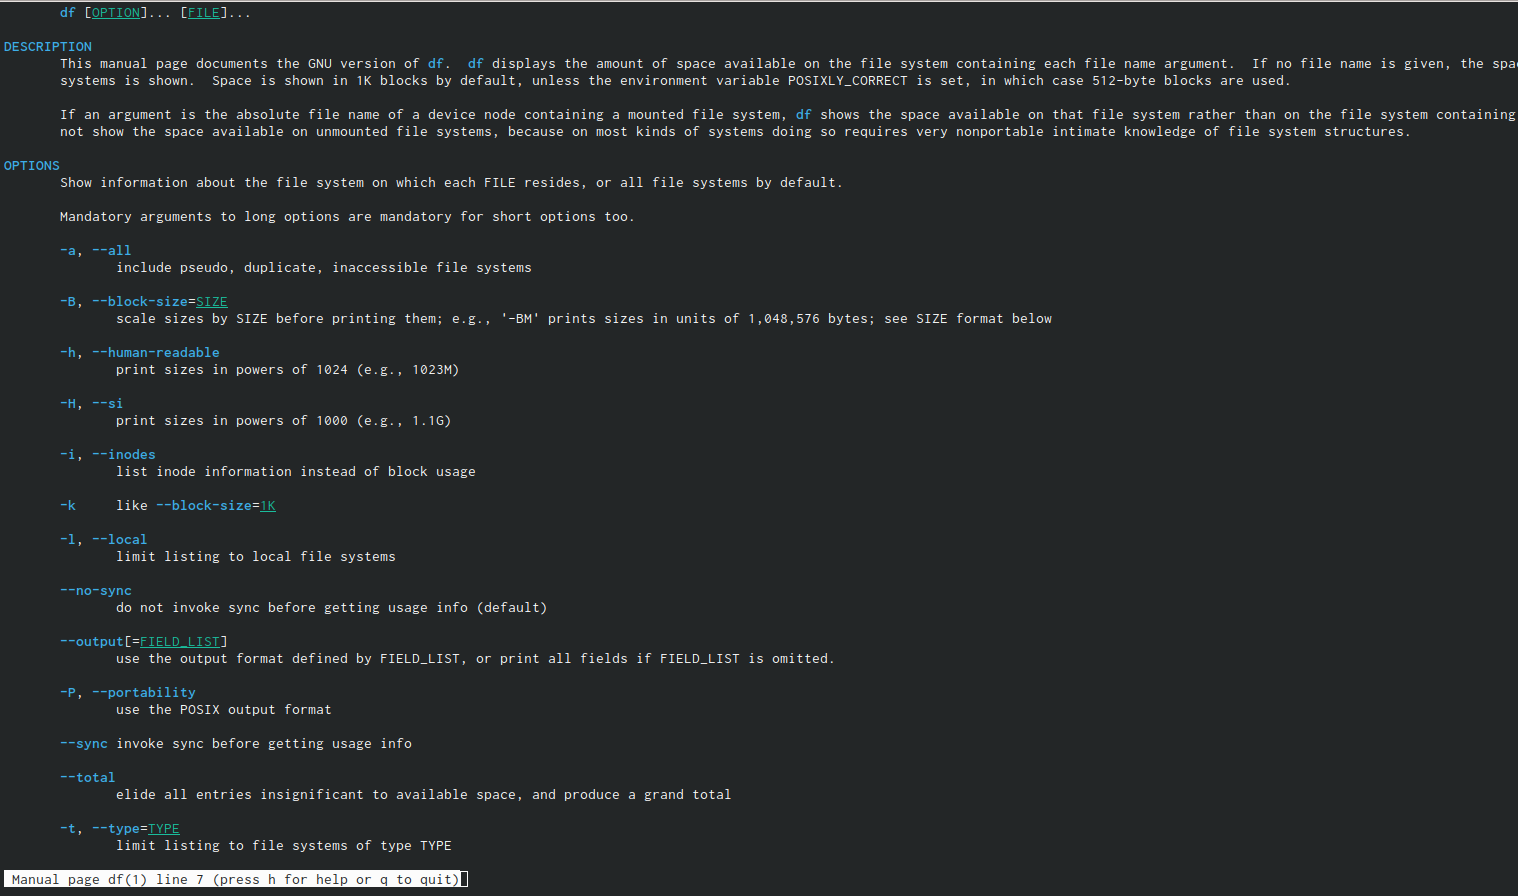 df [OPTION]... [FILE]...
DESCRIPTION
This manual page documents the GNU version of df.  df displays the amount of space available on the file system containing each file name argument.  If no file name is given, the
systems is shown.  Space is shown in 1K blocks by default, unless the environment variable POSIXLY_CORRECT is set, in which case 512-byte blocks are used.
If an argument is the absolute file name of a device node containing a mounted file system, df shows the space available on that file system rather than on the file system containing
not show the space available on unmounted file systems, because on most kinds of systems doing so requires very nonportable intimate knowledge of file system structures.
OPTIONS
Show information about the file system on which each FILE resides, or all file systems by default.
Mandatory arguments to long options are mandatory for short options too.
-a, --all
include pseudo, duplicate, inaccessible file systems
-B, --block-size=SIZE
scale sizes by SIZE before printing them; e.g., '-BM' prints sizes in units of 1,048,576 bytes; see SIZE format below
-h, --human-readable
print sizes in powers of 1024 (e.g., 1023M)
-H, --si
print sizes in powers of 1000 (e.g., 1.1G)
-i, --inodes
list inode information instead of block usage
-k     like --block-size=1K
-l, --local
limit listing to local file systems
--no-sync
do not invoke sync before getting usage info (default)
--output[=FIELD_LIST]
use the output format defined by FIELD_LIST, or print all fields if FIELD_LIST is omitted.
-P, --portability
use the POSIX output format
--sync invoke sync before getting usage info
--total
elide all entries insignificant to available space, and produce a grand total
-t, --type=TYPE
limit listing to file systems of type TYPE
Manual page df(1) line 7 (press h for help or q to quit)